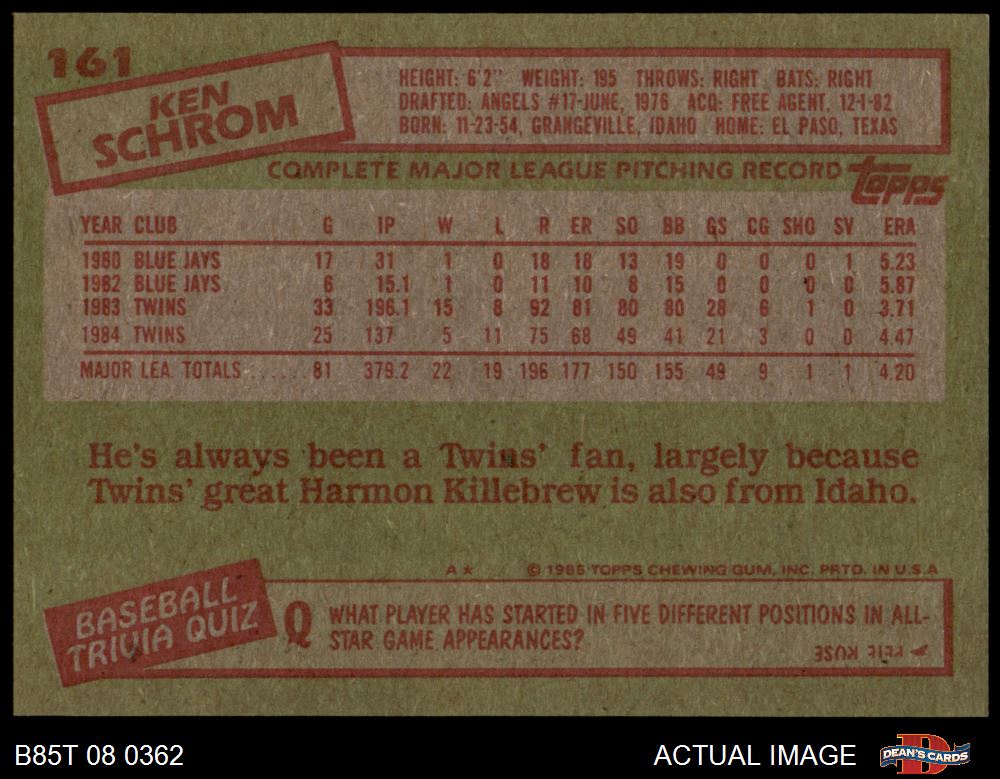 161
KEN
SCHROM
HEIGHT: 6'2" WEIGHT: 195 THROWS: RIGHT BATS: RIGHT
DRAFTED: ANGELS #17-JUNE, 1976 ACQ: FREE AGENT, 12-1-82
BORN: 11-23-54, GRANGEVILLE, IDAHO HOME: EL PASO, TEXAS
COMPLETE MAJOR LEAGUE PITCHING RECORD topps
YEAR CLUB G IP W L R ER SO BB GS CG SHO SV ERA
1980 BLUE JAYS 17 31 1 0 18 18 13 19 0 0 0 1 5.23
1982 BLUE JAYS 6 15.1 1 0 11 10 8 15 0 0 0 0 5.87
1983 TWINS 33 196.1 15 8 92 81 80 80 28 6 1 0 3.71
1984 TWINS 25 137 5 11 75 68 49 41 21 3 0 0 4.47
MAJOR LEA. TOTALS...... 81 379.2 22 19 196 177 150 155 49 9 1 1 4.20
He's always been a Twins' fan, largely because
Twins' great Harmon Killebrew is also from Idaho.
A* © 1985 TOPPS CHEWING GUM, INC. PRTD. IN U.S.A
BASEBALL
TRIVIA QUIZ
Q WHAT PLAYER HAS STARTED IN FIVE DIFFERENT POSITIONS IN ALL-
STAR GAME APPEARANCES?
PETE ROSE
B85T 08 0362 ACTUAL IMAGE D DEAN'S CARDS